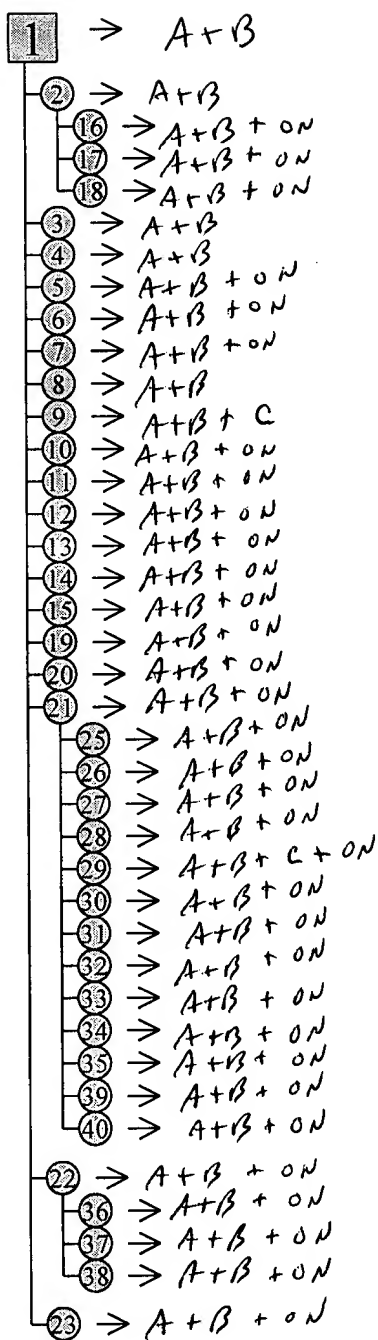 1 → A+B
2 → A+B
16 → A+B + ON
17 → A+B + ON
18 → A+B + ON
3 → A+B
4 → A+B
5 → A+B + ON
6 → A+B + ON
7 → A+B + ON
8 → A+B
9 → A+B + C
10 → A+B + ON
11 → A+B + ON
12 → A+B + ON
13 → A+B + ON
14 → A+B + ON
15 → A+B + ON
19 → A+B + ON
20 → A+B + ON
21 → A+B + ON
25 → A+B + ON
26 → A+B + ON
27 → A+B + ON
28 → A+B + ON
29 → A+B + C + ON
30 → A+B + ON
31 → A+B + ON
32 → A+B + ON
33 → A+B + ON
34 → A+B + ON
35 → A+B + ON
39 → A+B + ON
40 → A+B + ON
22 → A+B + ON
36 → A+B + ON
37 → A+B + ON
38 → A+B + ON
23 → A+B + ON